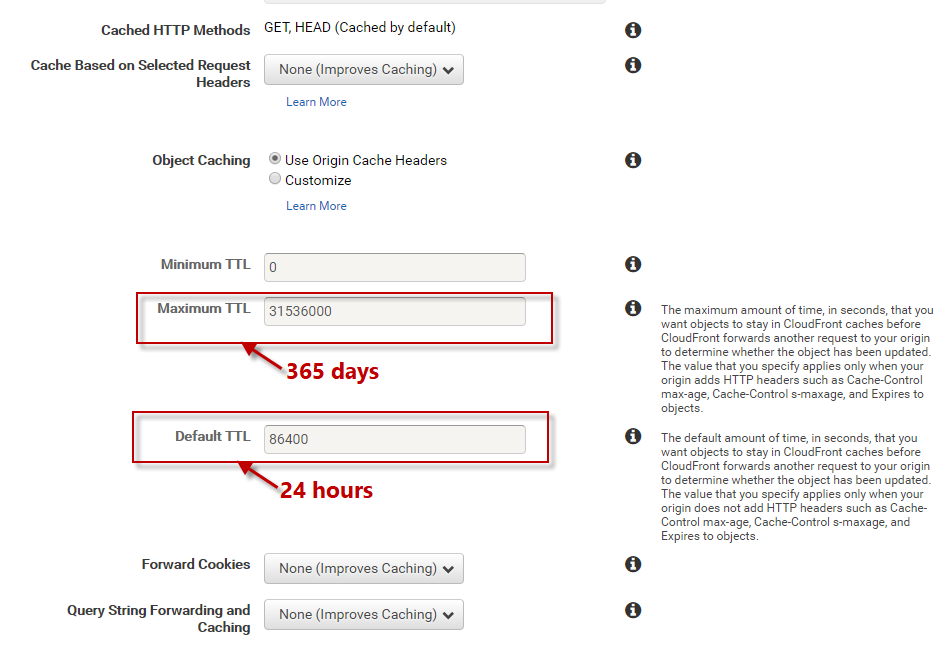 Cached HTTP Methods GET, HEAD (Cached by default)
Cache Based on Selected Request
Headers
None (Improves Caching)
Learn More
Object Caching
Use Origin Cache Headers
Customize
Learn More
Minimum TTL 0
Maximum TTL 31536000
The maximum amount of time, in seconds, that you
want objects to stay in CloudFront caches before
CloudFront forwards another request to your origin
to determine whether the object has been updated.
The value that you specify applies only when your
origin adds HTTP headers such as Cache-Control
max-age, Cache-Control s-maxage, and Expires to
objects.
365 days
Default TTL 86400
The default amount of time, in seconds, that you
want objects to stay in CloudFront caches before
CloudFront forwards another request to your origin
to determine whether the object has been updated.
The value that you specify applies only when your
origin does not add HTTP headers such as Cache-
Control max-age, Cache-Control s-maxage, and
Expires to objects.
24 hours
Forward Cookies None (Improves Caching)
Query String Forwarding and
Caching
None (Improves Caching)